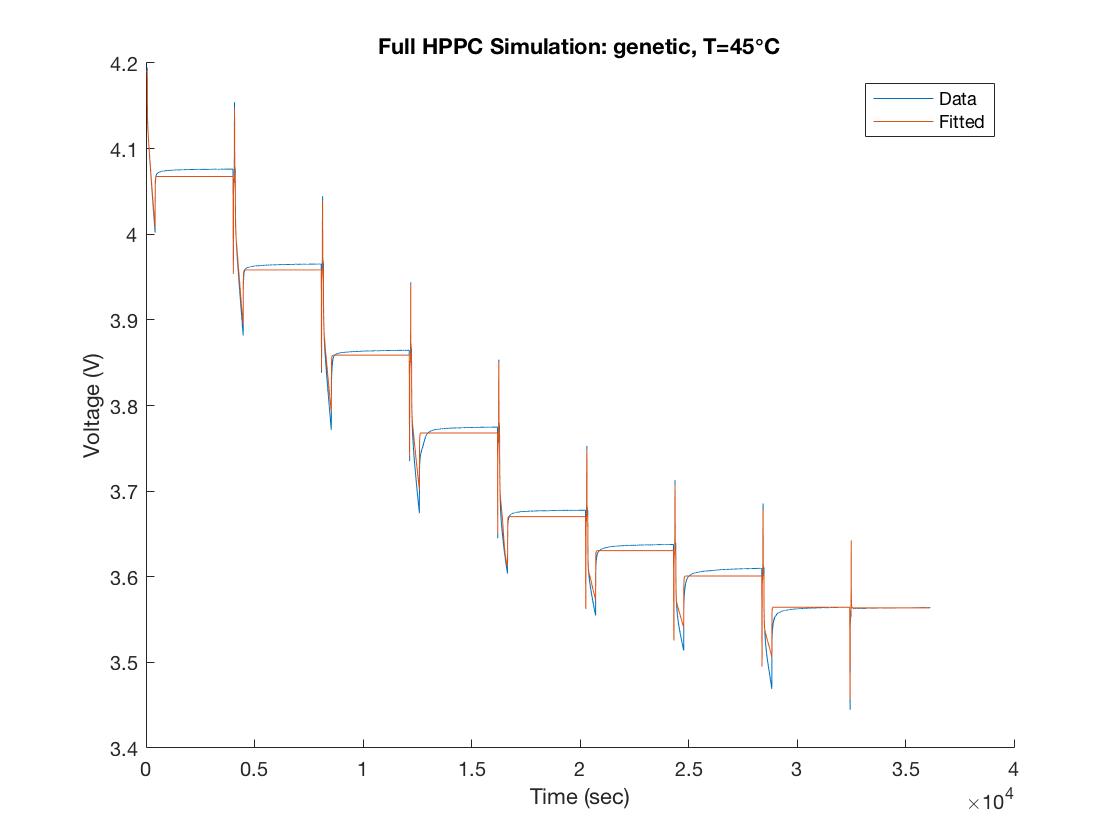 Full HPPC Simulation: genetic, T=45°C
Data
Fitted
Voltage (V)
4.2
4.1
4
3.9
3.8
3.7
3.6
3.5
3.4
0 0.5 1 1.5 2 2.5 3 3.5 4
Time (sec)
×10⁴